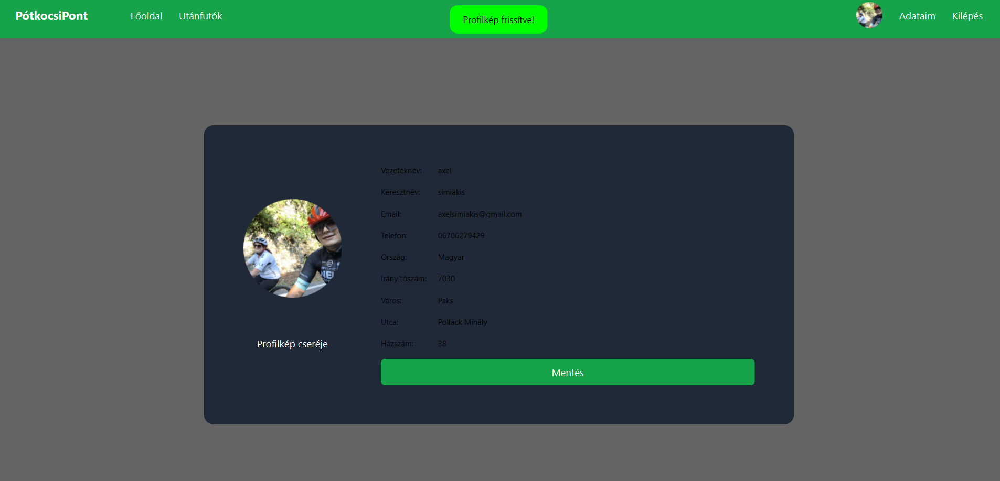 PótkocsiPont Főoldal Utánfutók Profilkép frissítve! Adataim Kilépés
Vezetéknév: axel
Keresztnév: simiakis
Email: axelsimiakis@gmail.com
Telefon: 06706279429
Ország: Magyar
Irányítószám: 7030
Város: Paks
Utca: Pollack Mihály
Házszám: 38
Profilkép cseréje
Mentés